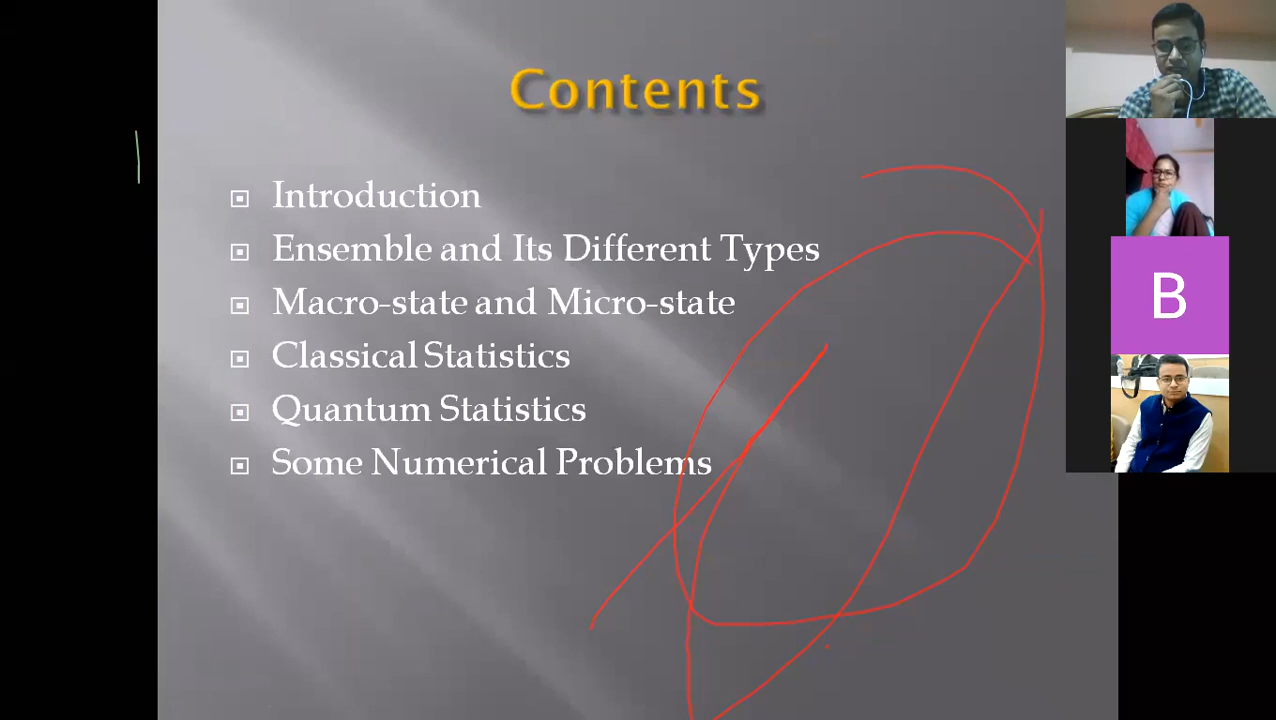 Contents
Introduction
Ensemble and Its Different Types
Macro-state and Micro-state
Classical Statistics
Quantum Statistics
Some Numerical Problems
B